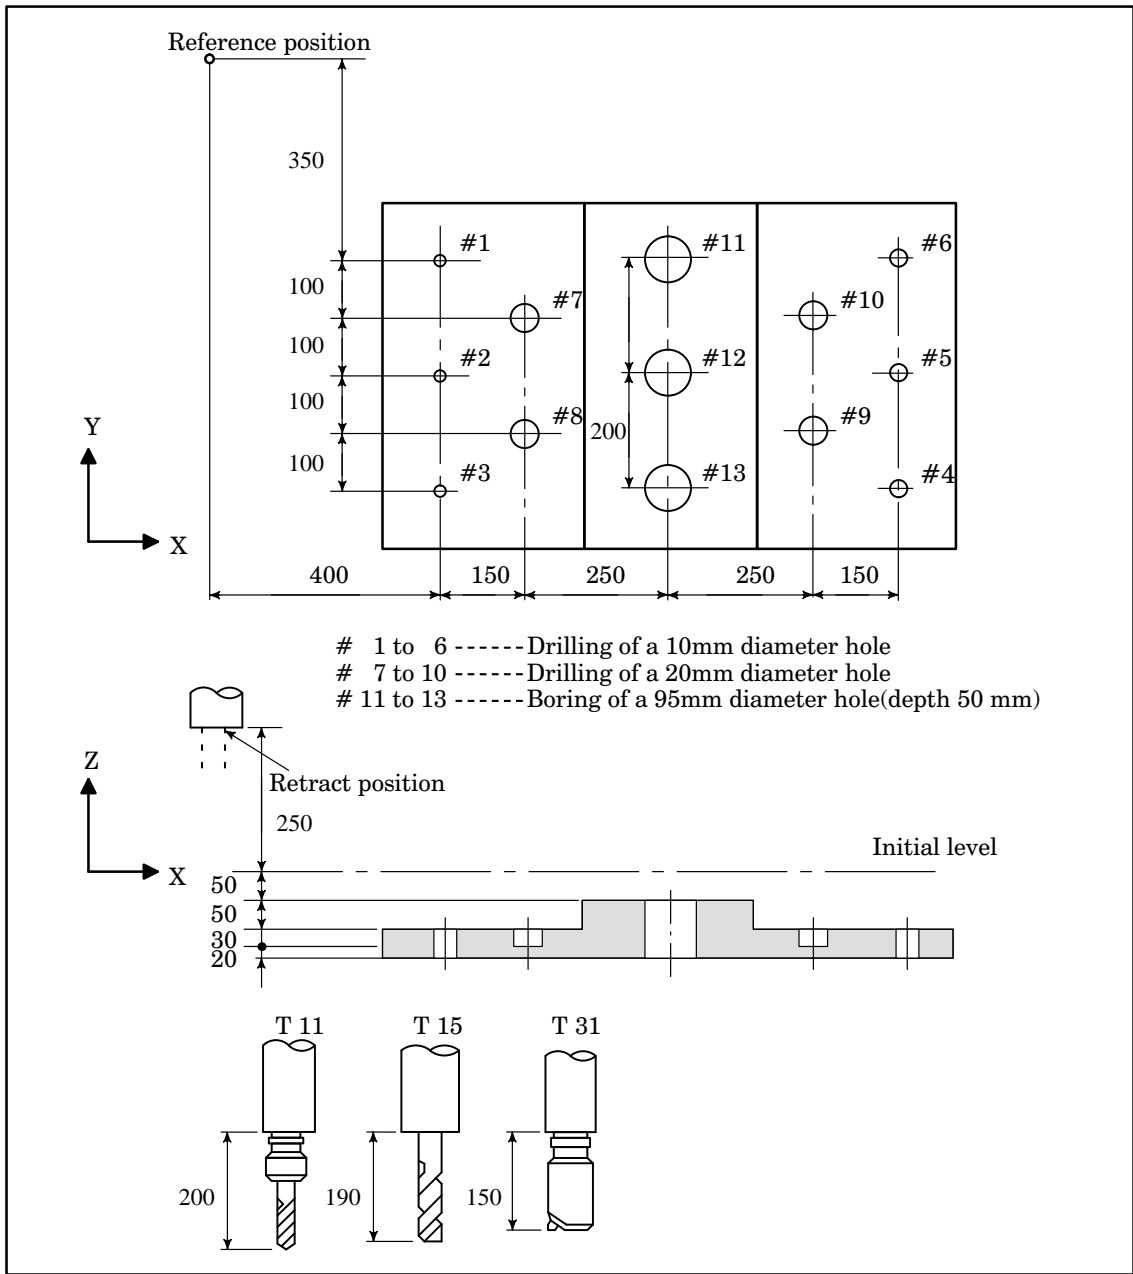 Reference position
350
#1
#11
#6
100
#7
#10
100
#2
#12
#5
100
#8
200
#9
Y
100
#3
#13
#4
X
400
150
250
250
150
# 1 to 6 ------Drilling of a 10mm diameter hole
# 7 to 10 ------Drilling of a 20mm diameter hole
# 11 to 13 ------Boring of a 95mm diameter hole(depth 50 mm)
Z
Retract position
250
Initial level
X
50
50
30
20
T 11
T 15
T 31
200
190
150